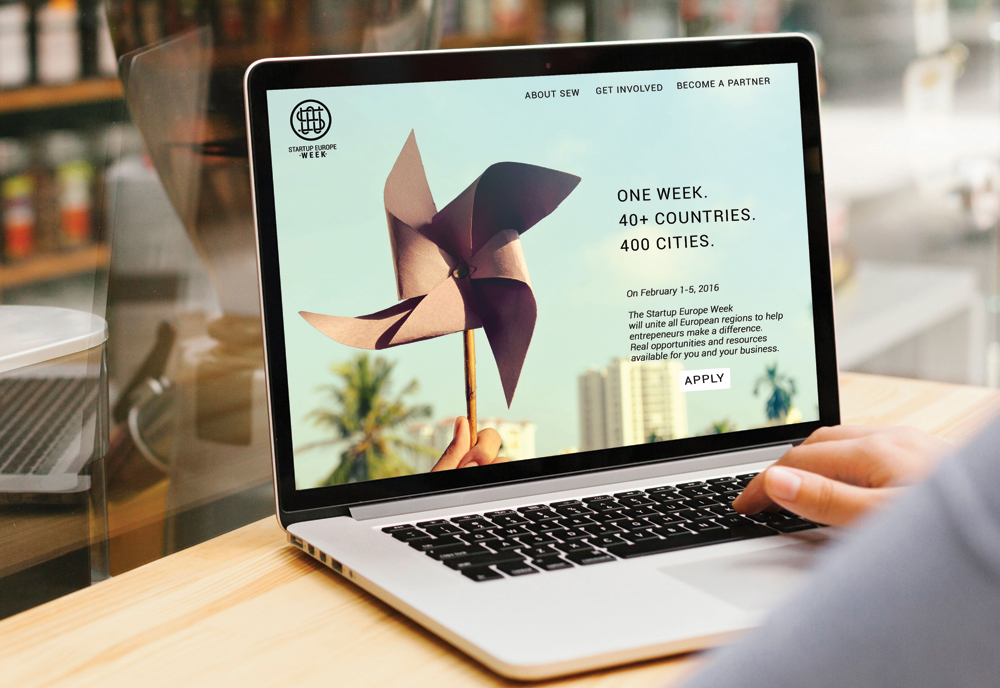 ABOUT SEW GET INVOLVED BECOME A PARTNER
STARTUP EUROPE
·WEEK·
ONE WEEK.
40+ COUNTRIES.
400 CITIES.
On February 1-5, 2016
The Startup Europe Week
will unite all European regions to help
entrepeneurs make a difference.
Real opportunities and resources
available for you and your business.
APPLY